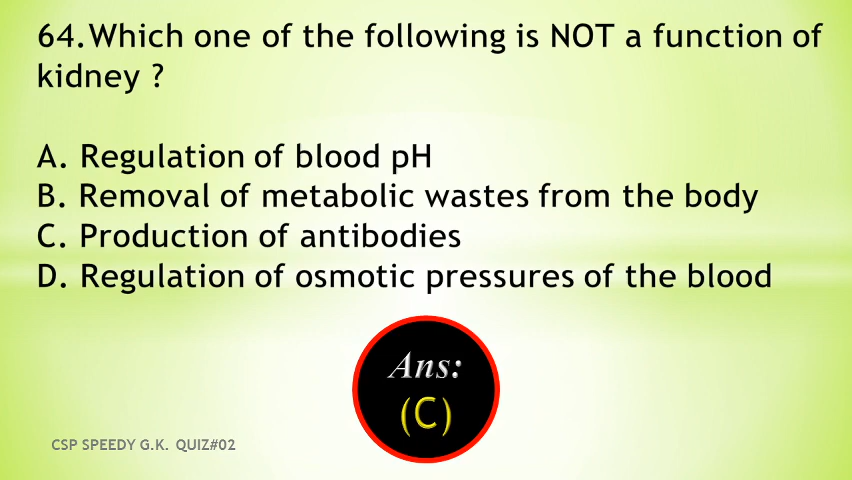 64.Which one of the following is NOT a function of
kidney ?
A. Regulation of blood pH
B. Removal of metabolic wastes from the body
C. Production of antibodies
D. Regulation of osmotic pressures of the blood
Ans:
(C)
CSP SPEEDY G.K. QUIZ#02